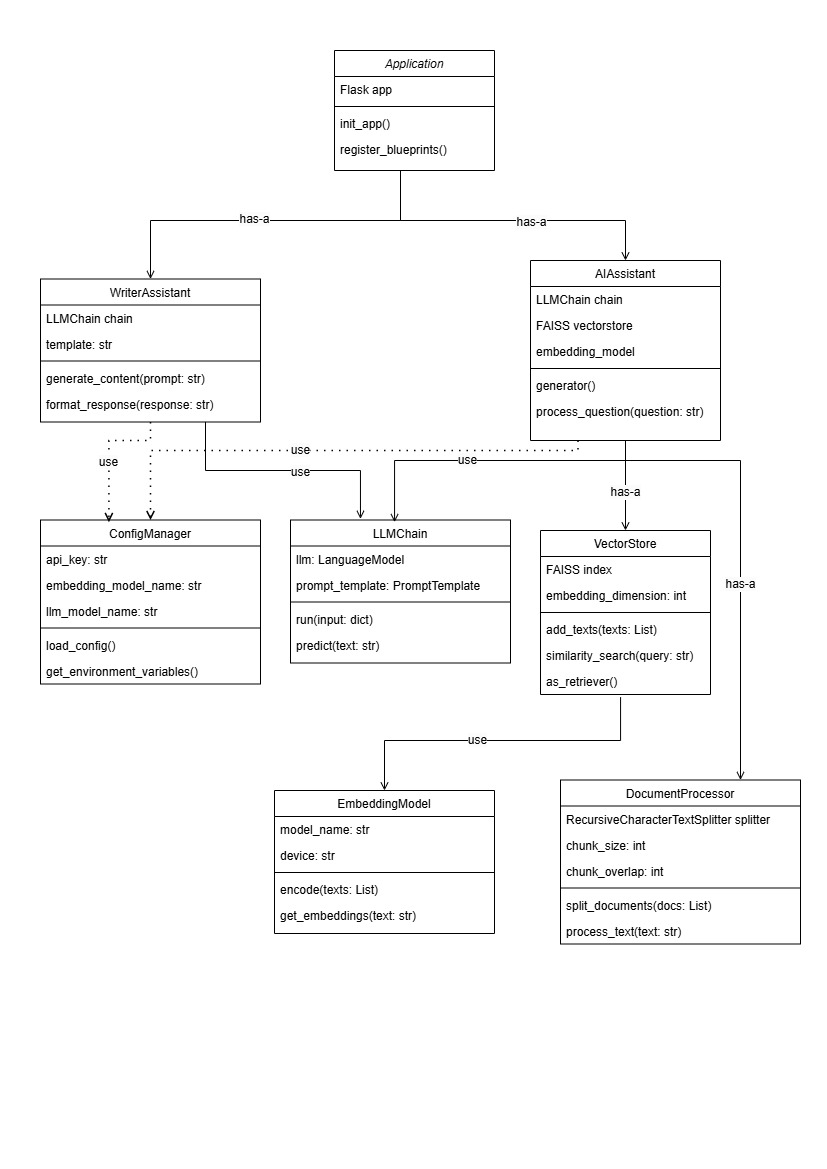 Application
Flask app
init_app()
register_blueprints()
has-a
has-a
WriterAssistant
LLMChain chain
template: str
generate_content(prompt: str)
format_response(response: str)
AIAssistant
LLMChain chain
FAISS vectorstore
embedding_model
generator()
process_question(question: str)
use
use
use
use
has-a
has-a
ConfigManager
api_key: str
embedding_model_name: str
llm_model_name: str
load_config()
get_environment_variables()
LLMChain
llm: LanguageModel
prompt_template: PromptTemplate
run(input: dict)
predict(text: str)
VectorStore
FAISS index
embedding_dimension: int
add_texts(texts: List)
similarity_search(query: str)
as_retriever()
use
EmbeddingModel
model_name: str
device: str
encode(texts: List)
get_embeddings(text: str)
DocumentProcessor
RecursiveCharacterTextSplitter splitter
chunk_size: int
chunk_overlap: int
split_documents(docs: List)
process_text(text: str)